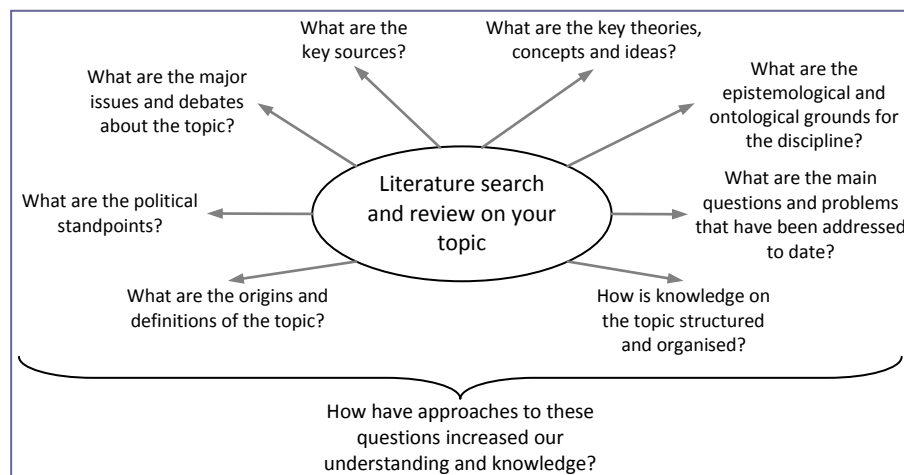 What are the
key sources?
What are the key theories,
concepts and ideas?
What are the major
issues and debates
about the topic?
What are the
epistemological and
ontological grounds for
the discipline?
Literature search
and review on your
topic
What are the political
standpoints?
What are the main
questions and problems
that have been addressed
to date?
What are the origins and
definitions of the topic?
How is knowledge on
the topic structured
and organised?
How have approaches to these
questions increased our
understanding and knowledge?